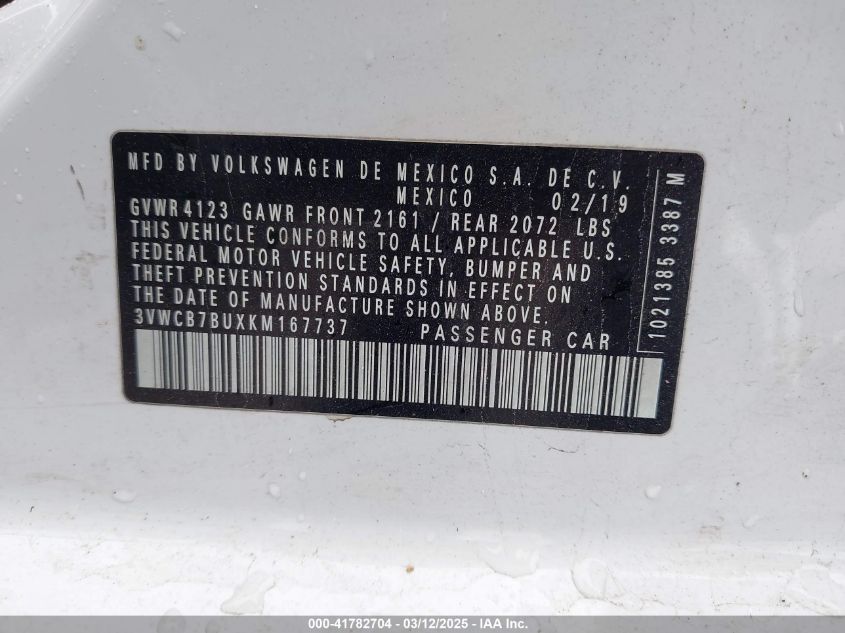 MFD BY VOLKSWAGEN DE MEXICO S.A. DE C.V.
MEXICO 02/19
GVWR 4123 GAWR FRONT 2161 / REAR 2072 LBS
THIS VEHICLE CONFORMS TO ALL APPLICABLE U.S.
FEDERAL MOTOR VEHICLE SAFETY, BUMPER AND
THEFT PREVENTION STANDARDS IN EFFECT ON
THE DATE OF MANUFACTURE SHOWN ABOVE.
3VWCB7BUXKM167737 PASSENGER CAR
1021385 3387 M
000-41782704 - 03/12/2025 - IAA Inc.